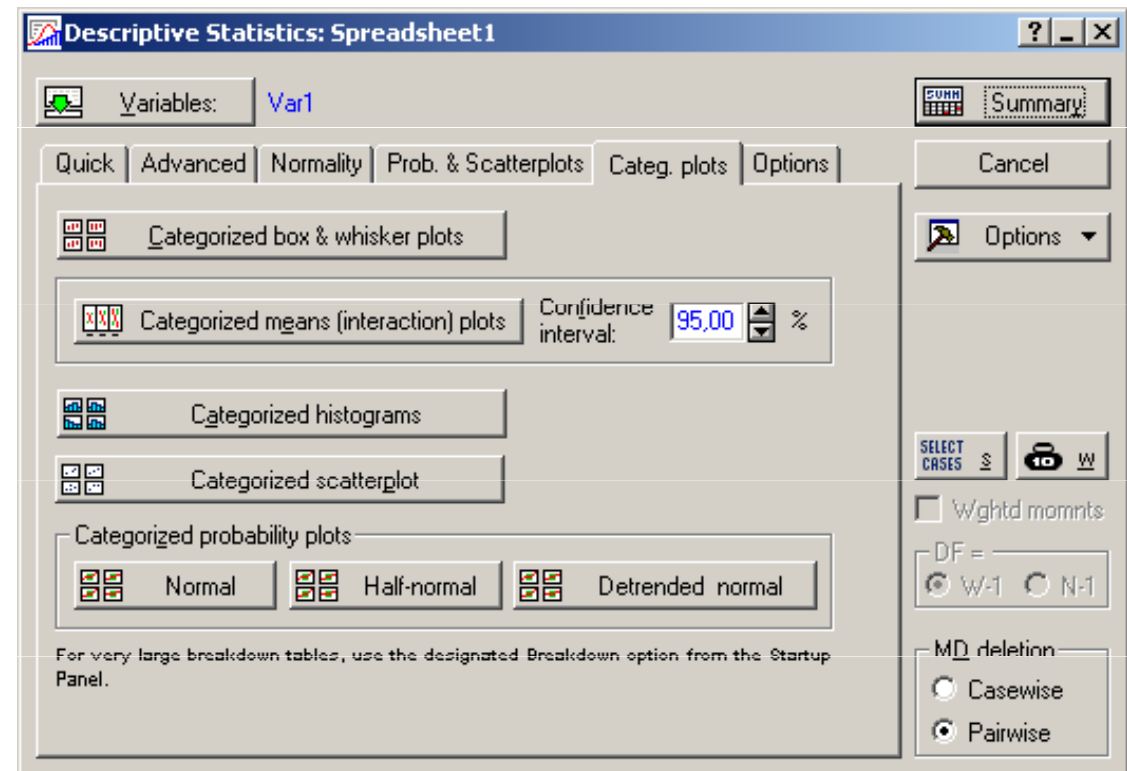 Descriptive Statistics: Spreadsheet1
Variables: Var1
Summary
Quick Advanced Normality Prob. & Scatterplots Categ. plots Options
Cancel
Categorized box & whisker plots
Options
Categorized means (interaction) plots
Confidence
interval:
95,00 %
Categorized histograms
SELECT
CASES S
10 W
Categorized scatterplot
Wghtd momnts
Categorized probability plots
Normal Half-normal Detrended normal
DF =
W-1 N-1
For very large breakdown tables, use the designated Breakdown option from the Startup
Panel.
MD deletion
Casewise
Pairwise